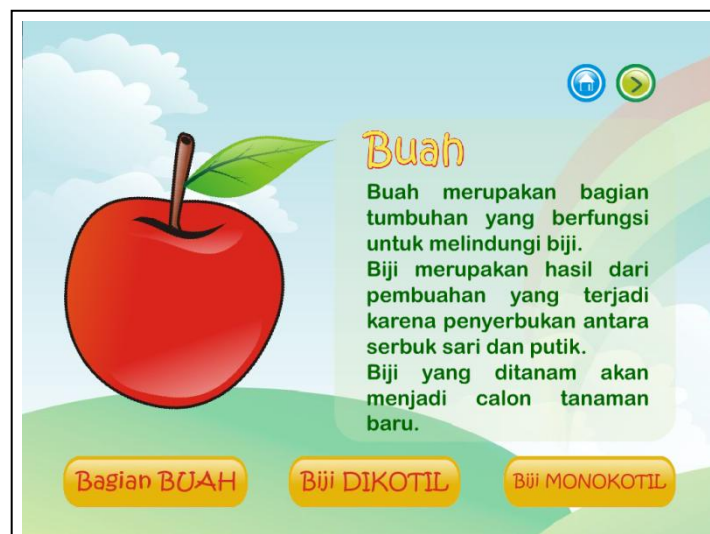 Buah
Buah merupakan bagian
tumbuhan yang berfungsi
untuk melindungi biji.
Biji merupakan hasil dari
pembuahan yang terjadi
karena penyerbukan antara
serbuk sari dan putik.
Biji yang ditanam akan
menjadi calon tanaman
baru.
Bagian BUAH
Biji DIKOTIL
Biji MONOKOTIL